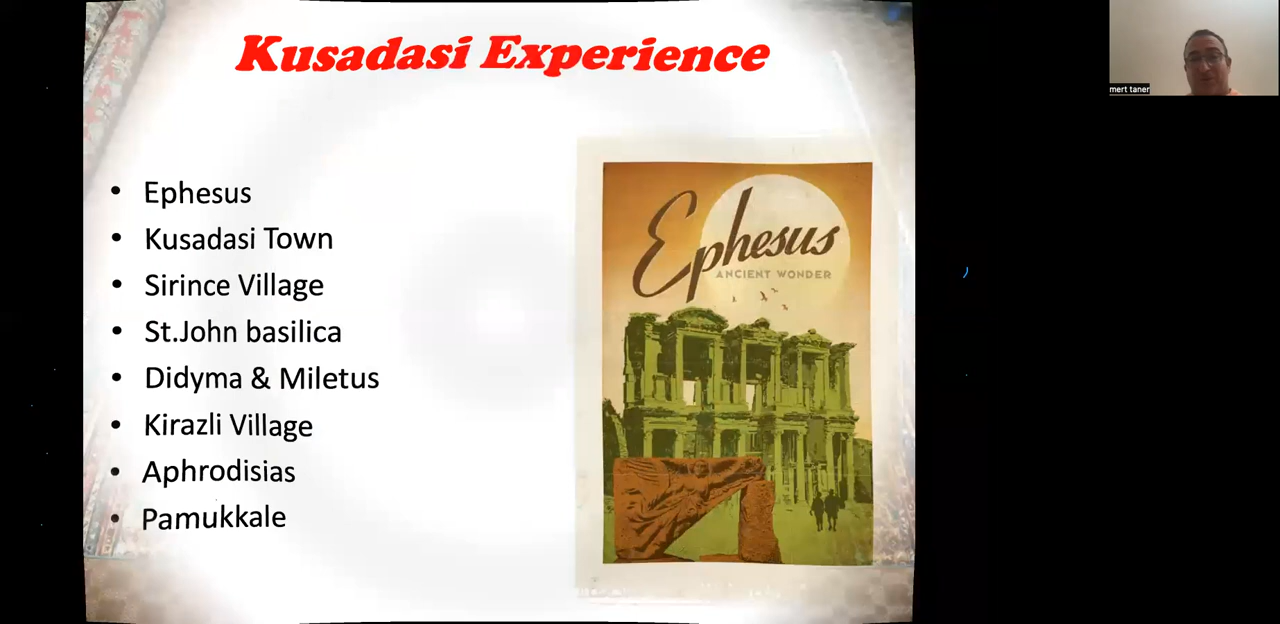 Kusadasi Experience
• Ephesus
• Kusadasi Town
• Sirince Village
• St.John basilica
• Didyma & Miletus
• Kirazli Village
• Aphrodisias
• Pamukkale
Ephesus
ANCIENT WONDER
mert taner